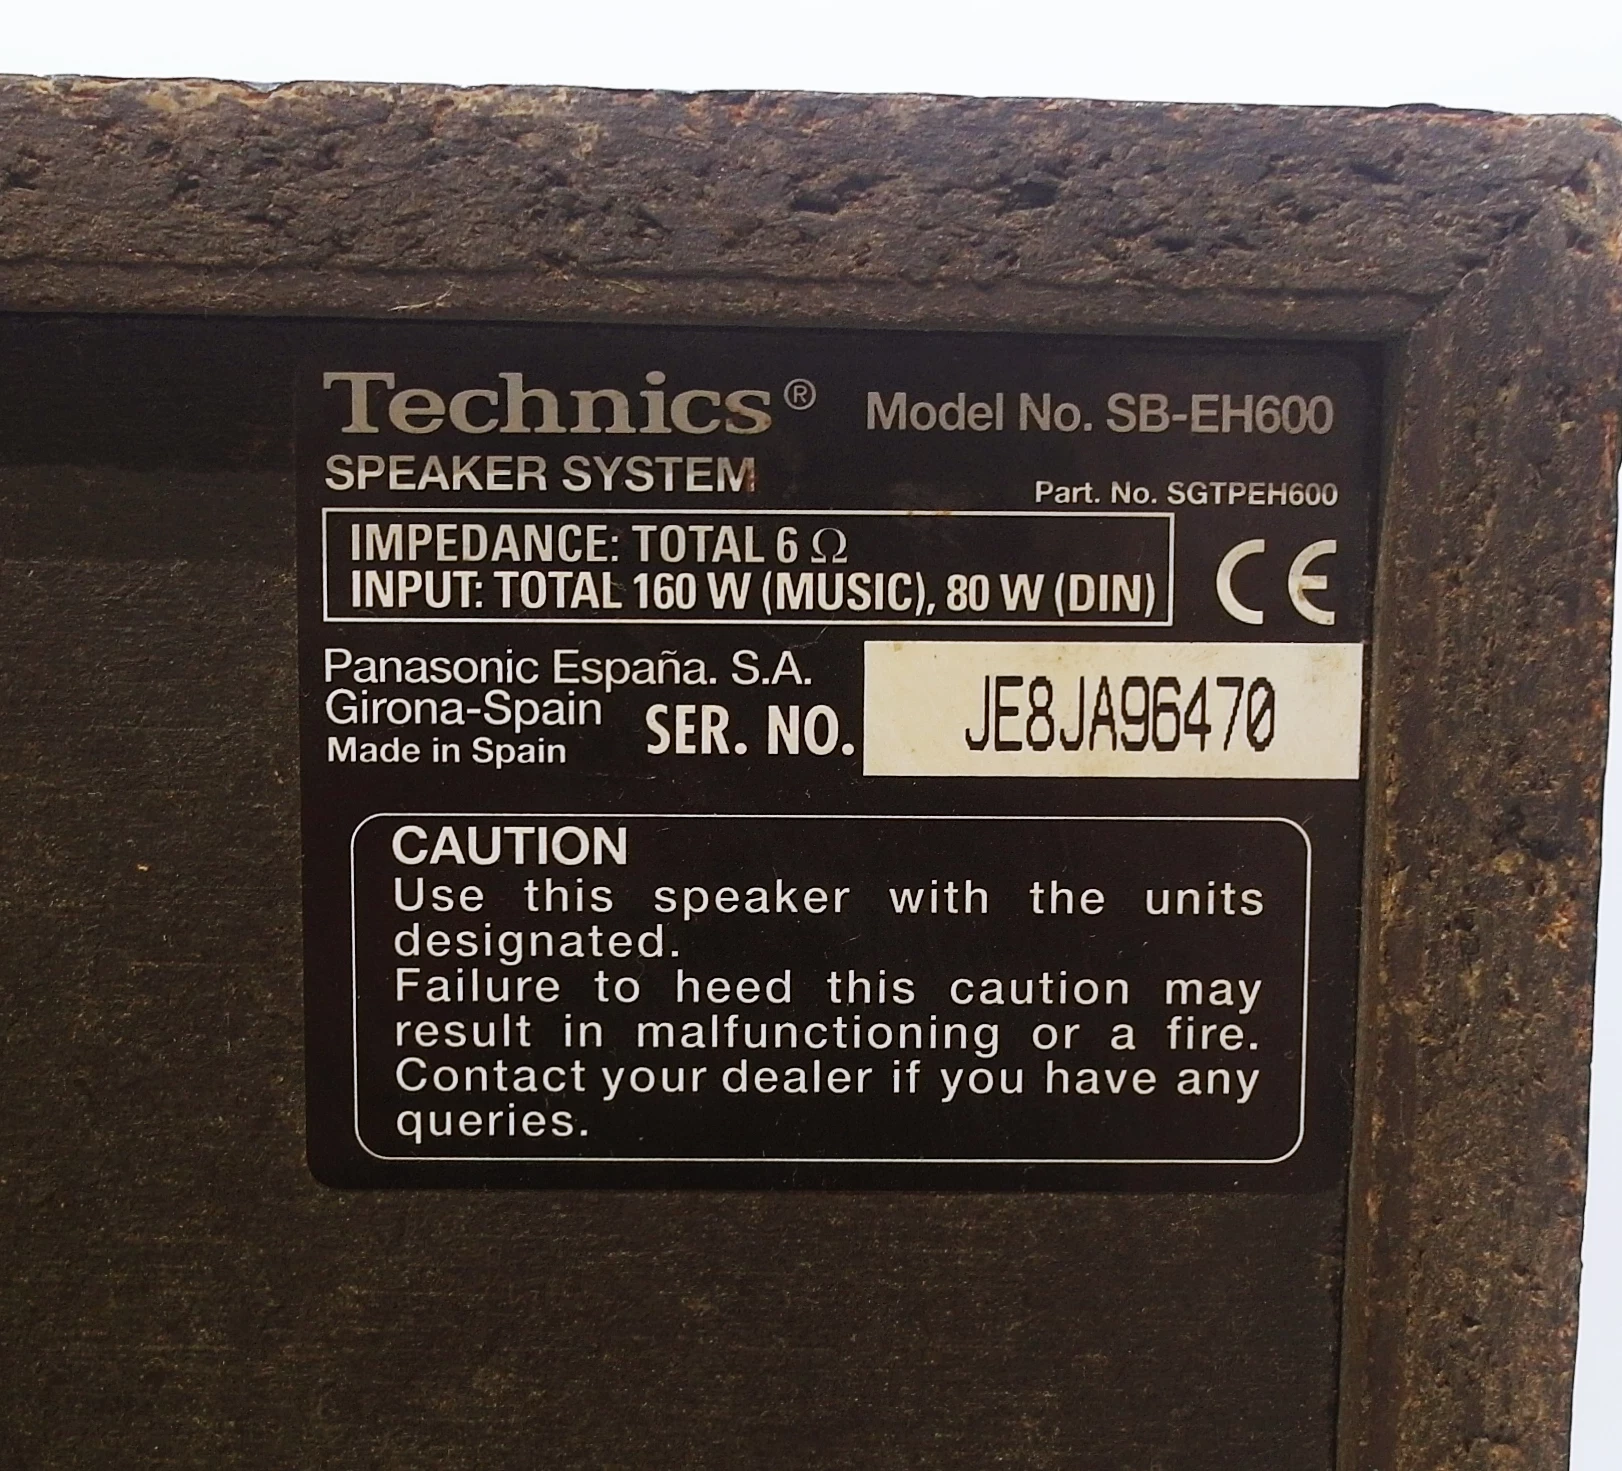 Technics® Model No. SB-EH600
SPEAKER SYSTEM
Part. No. SGTPEH600
IMPEDANCE: TOTAL 6 Ω
INPUT: TOTAL 160 W (MUSIC), 80 W (DIN)
CE
Panasonic España. S.A.
Girona-Spain
Made in Spain
SER. NO. JE8JA96470
CAUTION
Use this speaker with the units
designated.
Failure to heed this caution may
result in malfunctioning or a fire.
Contact your dealer if you have any
queries.